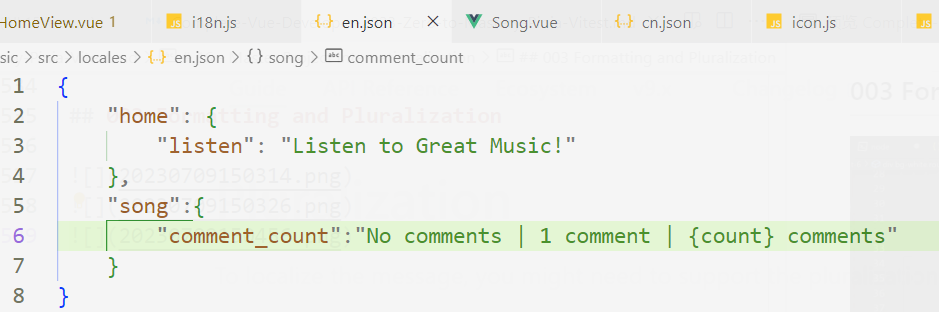 HomeView.vue 1 JS i18n.js {..} en.json × Song.vue {..} cn.json JS icon.js JS
sic > src > locales > {..} en.json > {} song > abc comment_count
003 For
1 {
## 003 Formatting and Pluralization
2 "home": {
3 "listen": "Listen to Great Music!"
4 },
![](20230709150314.png)
5 "song":{
![](20230709150326.png)
6 "comment_count":"No comments | 1 comment | {count} comments"
7 }
8 }